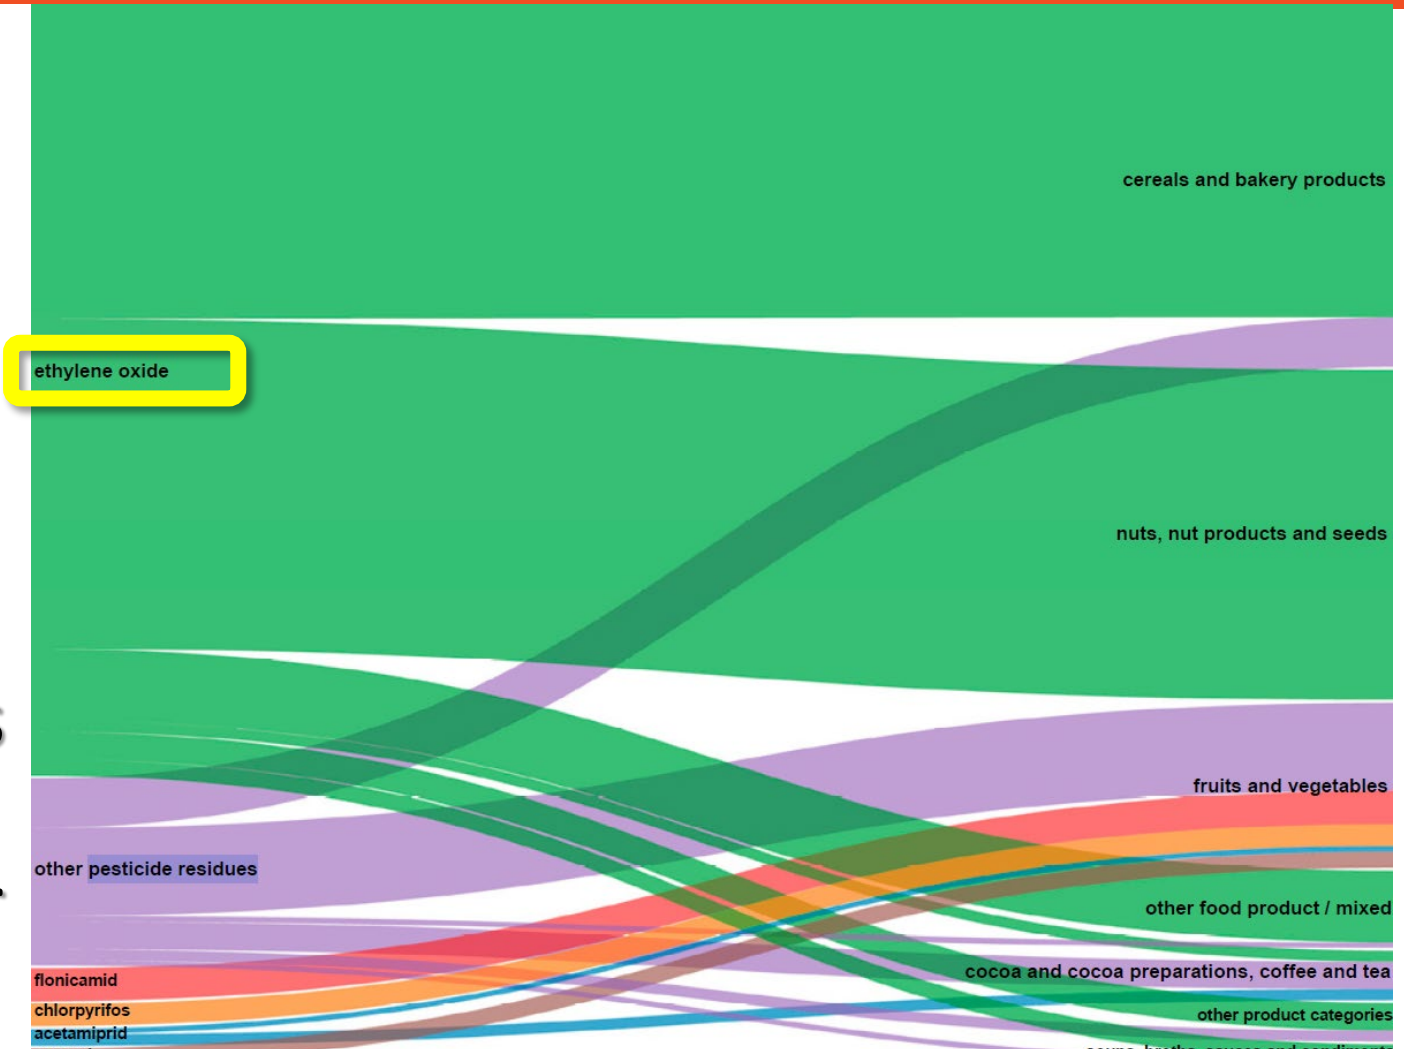 cereals and bakery products
ethylene oxide
nuts, nut products and seeds
fruits and vegetables
other pesticide residues
other food product / mixed
cocoa and cocoa preparations, coffee and tea
flonicamid
chlorpyrifos
other product categories
acetamiprid